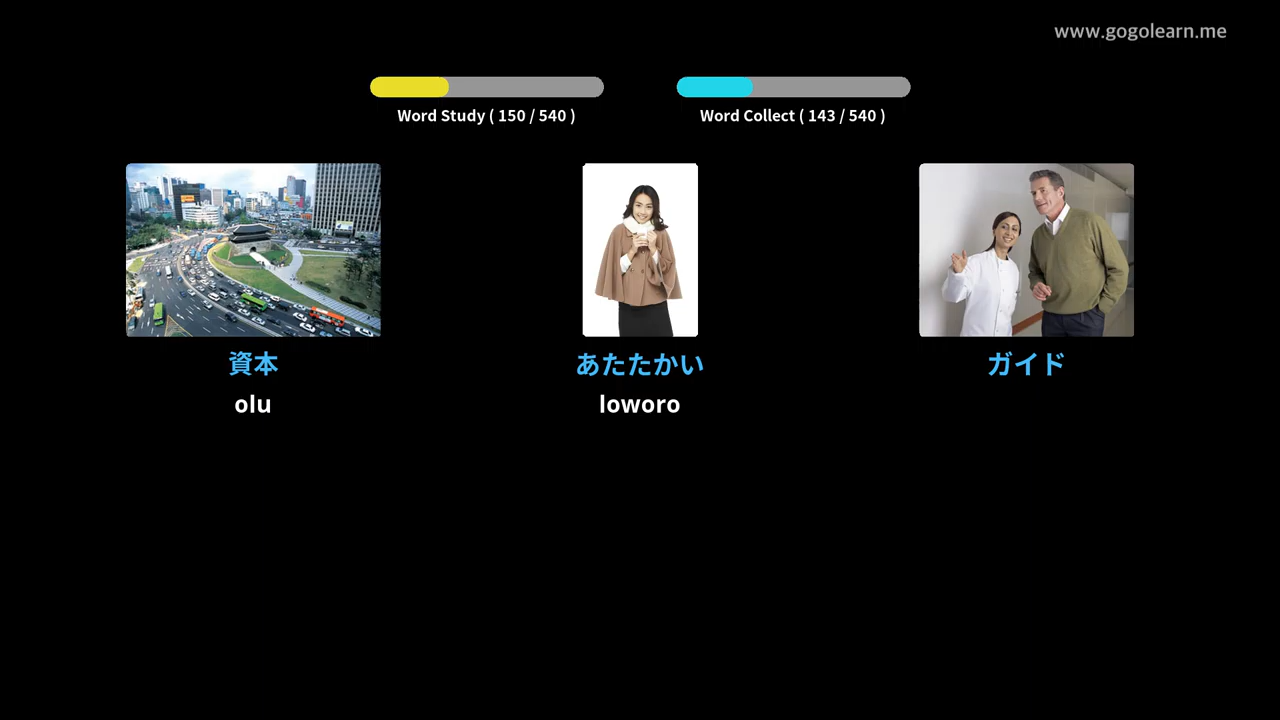 www.gogolearn.me
Word Study ( 150 / 540 )
Word Collect ( 143 / 540 )
資本
あたたかい
ガイド
olu
loworo